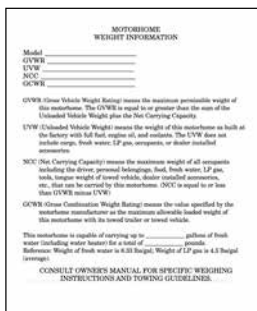 MOTORHOME
WEIGHT INFORMATION
Model
GVWR
UVW
NCC
GCWR
GVWR (Gross Vehicle Weight Rating) means the maximum permissible weight of
this motorhome. The GVWR is equal to or greater than the sum of the
Unloaded Vehicle Weight plus the Net Carrying Capacity.
UVW (Unloaded Vehicle Weight) means the weight of this motorhome as built at
the factory with full fuel, engine oil, and coolants. The UVW does not
include cargo, fresh water, LP gas, occupants, or dealer installed
accessories.
NCC (Net Carrying Capacity) means the maximum weight of all occupants
including the driver, personal belongings, food, fresh water, LP gas,
tools, tongue weight of towed vehicle, dealer installed accessories,
etc., that can be carried by this motorhome. (NCC is equal to or less
than GVWR minus UVW)
GCWR (Gross Combination Weight Rating) means the value specified by the
motorhome manufacturer as the maximum allowable loaded weight of
this motorhome with its towed trailer or towed vehicle.
This motorhome is capable of carrying up to ________ gallons of fresh
water (including water heater) for a total of ________ pounds.
Reference: Weight of fresh water is 8.33 lbs/gal; Weight of LP gas is 4.5 lbs/gal
(average).
CONSULT OWNER'S MANUAL FOR SPECIFIC WEIGHING
INSTRUCTIONS AND TOWING GUIDELINES.